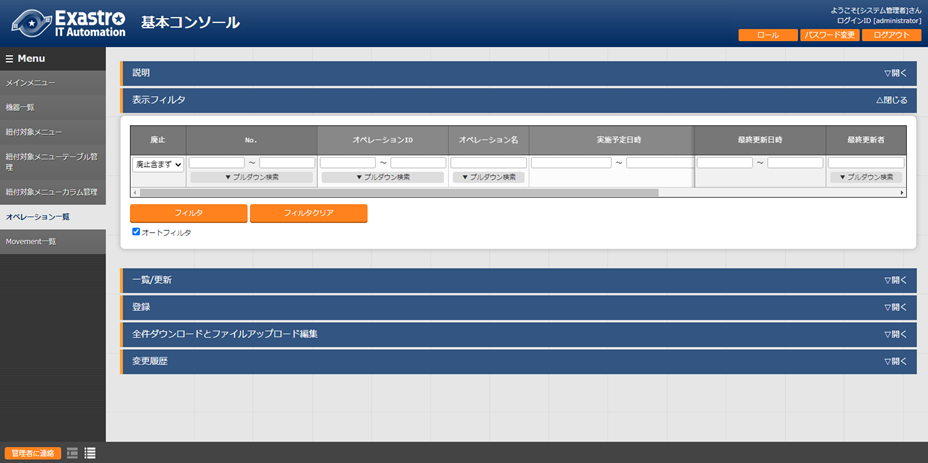 Exastro
IT Automation
基本コンソール
ようこそ[システム管理者]さん
ログインID [administrator]
ロール
パスワード変更
ログアウト
Menu
メインメニュー
機器一覧
紐付対象メニュー
紐付対象メニューテーブル管
理
紐付対象メニューカラム管理
オペレーション一覧
Movement一覧
説明
▽開く
表示フィルタ
△閉じる
廃止 No. オペレーションID オペレーション名 実施予定日時 最終更新日時 最終更新者
廃止含まず ～ ～ ～ ～
▼プルダウン検索 ▼プルダウン検索 ▼プルダウン検索 ▼プルダウン検索
フィルタ フィルタクリア
オートフィルタ
一覧/更新
▽開く
登録
▽開く
全件ダウンロードとファイルアップロード編集
▽開く
変更履歴
▽開く
管理者に連絡